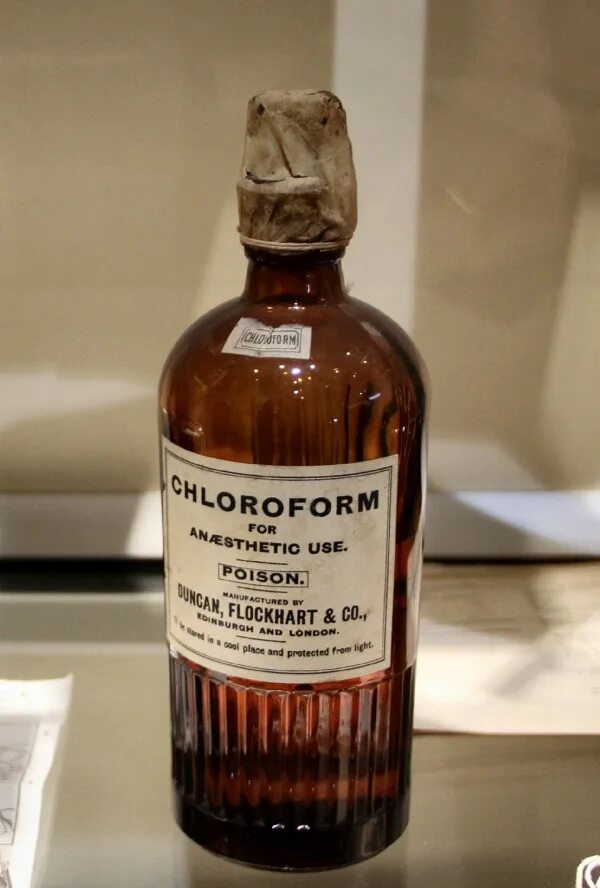 CHLOROFORM
CHLOROFORM
FOR
ANÆSTHETIC USE.
POISON.
MANUFACTURED BY
DUNCAN, FLOCKHART & CO.,
EDINBURGH AND LONDON.
be stored in a cool place and protected from light.